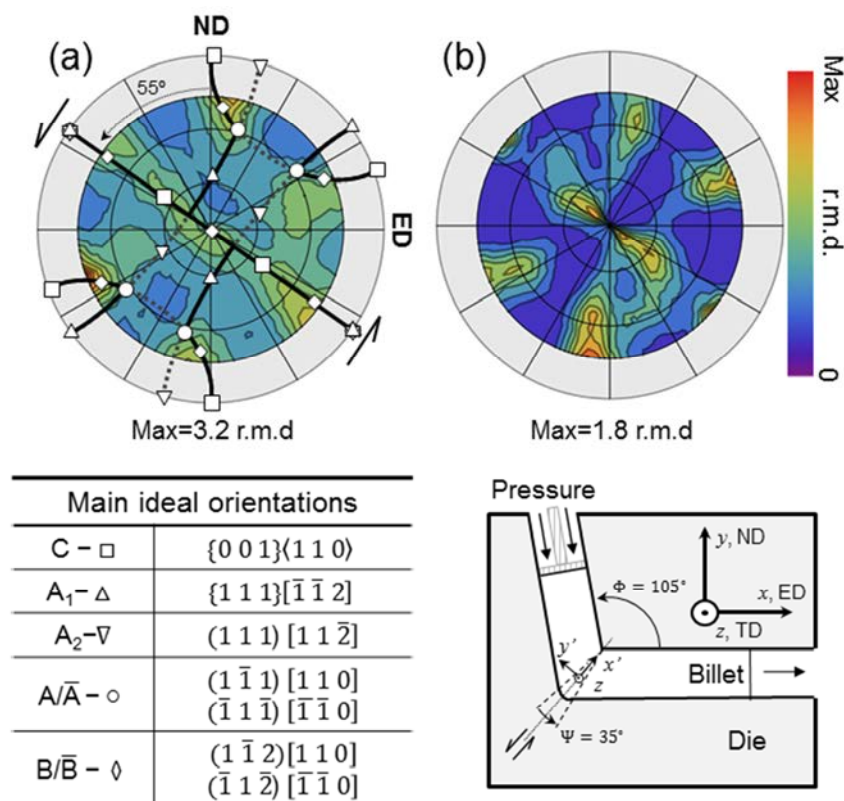 ND
(a)
(b)
55°
ED
Max
r.m.d.
0
Max=3.2 r.m.d
Max=1.8 r.m.d
Main ideal orientations
C – □ {0 0 1}⟨1 1 0⟩
A₁– △ {1 1 1}[1̅ 1̅ 2]
A₂–▽ (1 1 1) [1 1 2̅]
A/A̅ – ○ (1 1̅ 1) [1 1 0]
(1̅ 1 1̅) [1̅ 1̅ 0]
B/B̅ – ◊ (1 1̅ 2)[1 1 0]
(1̅ 1 2̅) [1̅ 1̅ 0]
Pressure
y, ND
Φ = 105°
x, ED
z, TD
y′
x′
z
Billet
Ψ = 35°
Die